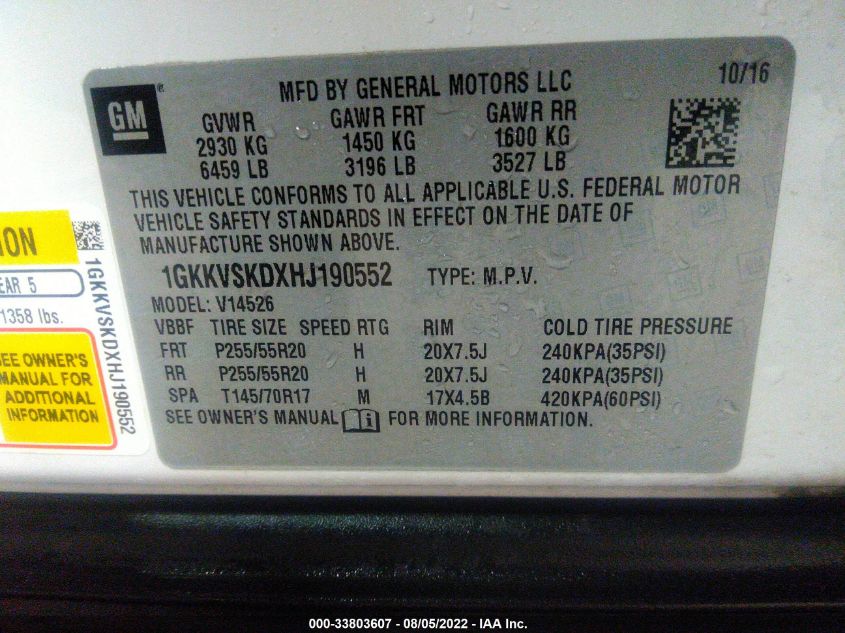 MFD BY GENERAL MOTORS LLC
10/16
GM
GVWR GAWR FRT GAWR RR
2930 KG 1450 KG 1600 KG
6459 LB 3196 LB 3527 LB
THIS VEHICLE CONFORMS TO ALL APPLICABLE U.S. FEDERAL MOTOR
VEHICLE SAFETY STANDARDS IN EFFECT ON THE DATE OF
MANUFACTURE SHOWN ABOVE.
1GKKVSKDXHJ190552 TYPE: M.P.V.
MODEL: V14526
VBBF TIRE SIZE SPEED RTG RIM COLD TIRE PRESSURE
FRT P255/55R20 H 20X7.5J 240KPA(35PSI)
RR P255/55R20 H 20X7.5J 240KPA(35PSI)
SPA T145/70R17 M 17X4.5B 420KPA(60PSI)
SEE OWNER'S MANUAL FOR MORE INFORMATION.
ION
EAR 5
1358 lbs.
SEE OWNER'S
MANUAL FOR
ADDITIONAL
INFORMATION
1GKKVSKDXHJ190552
000-33803607 - 08/05/2022 - IAA Inc.